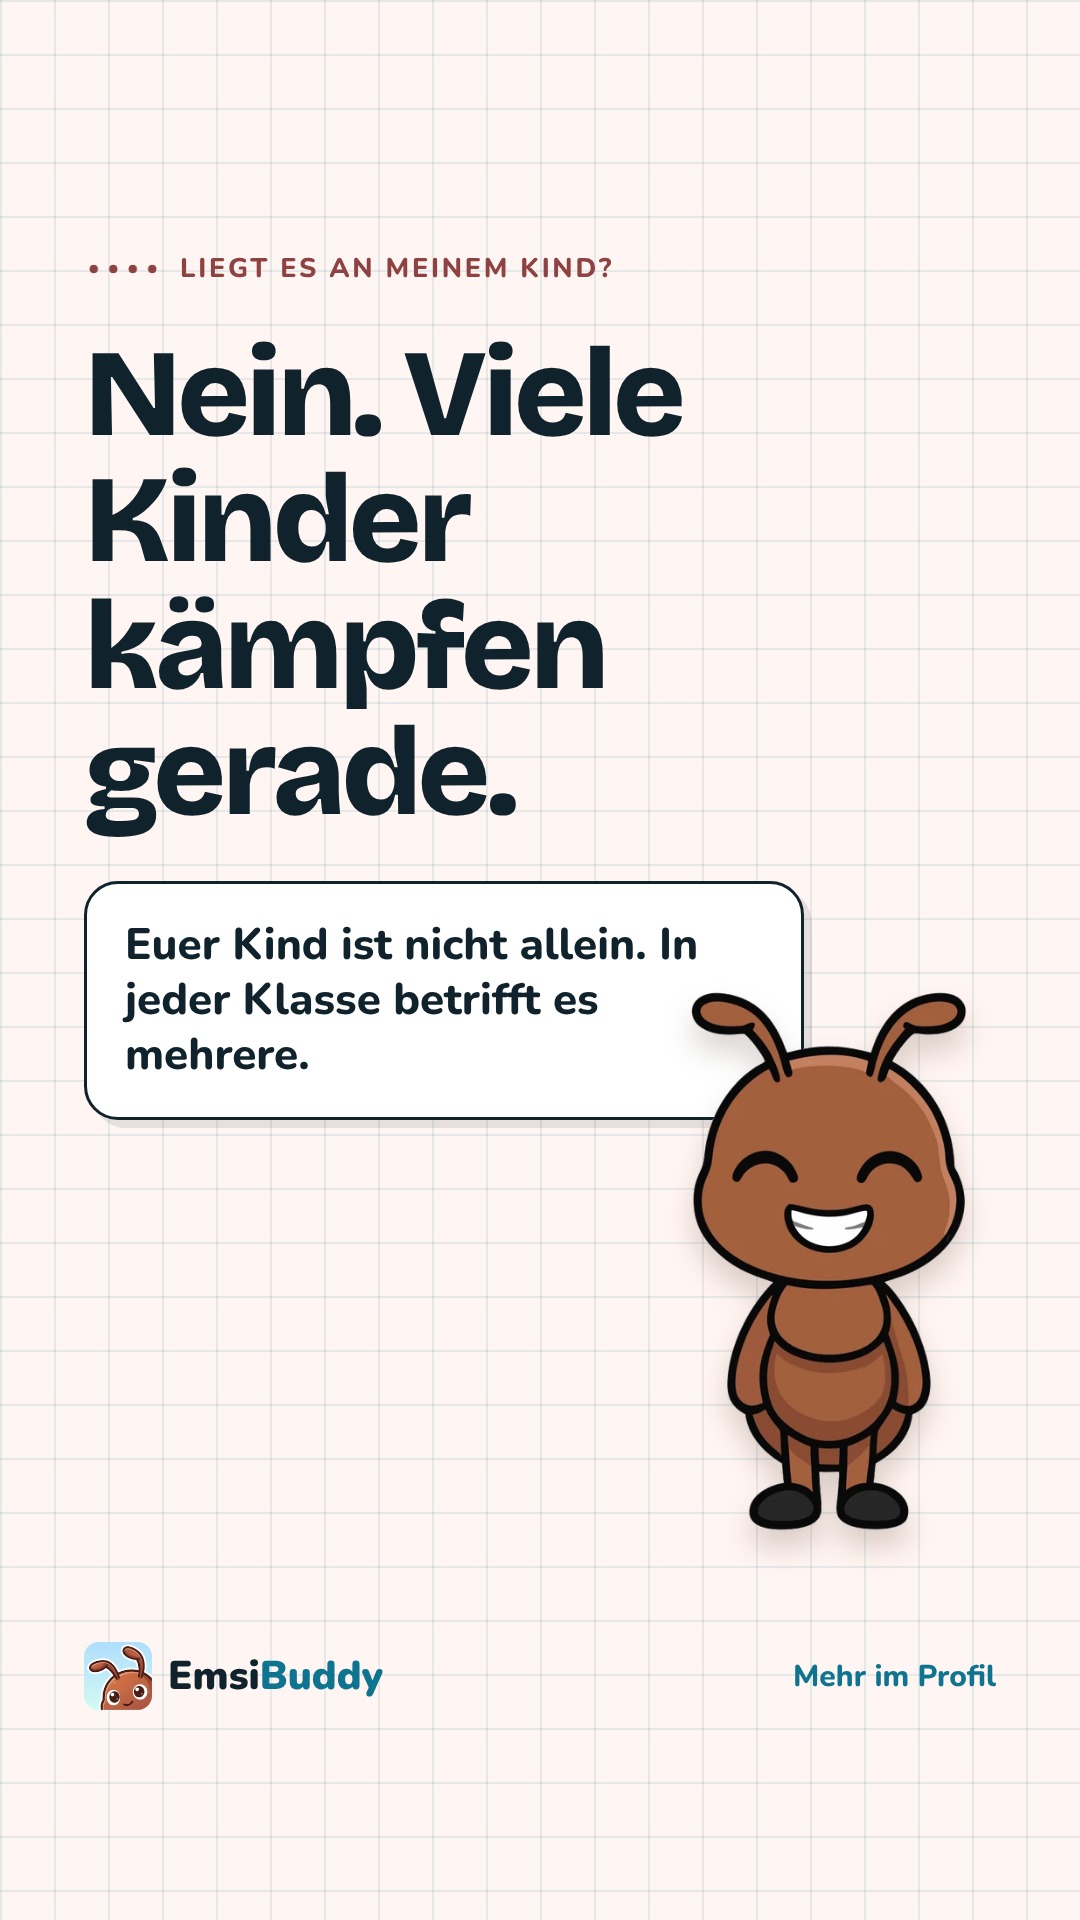 LIEGT ES AN MEINEM KIND?
Nein. Viele
Kinder
kämpfen
gerade.
Euer Kind ist nicht allein. In
jeder Klasse betrifft es
mehrere.
EmsiBuddy
Mehr im Profil